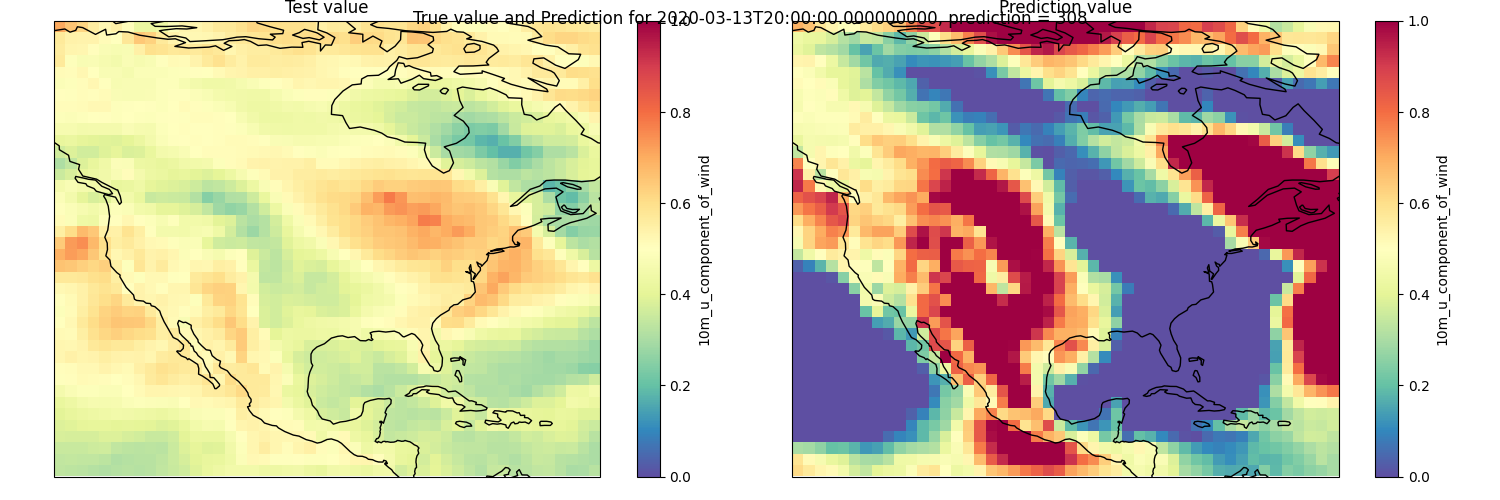 Test value
True value and Prediction for 2020-03-13T20:00:00.000000000, prediction = 308
Prediction value
1.0
0.8
0.6
0.4
0.2
0.0
10m_u_component_of_wind
1.0
0.8
0.6
0.4
0.2
0.0
10m_u_component_of_wind